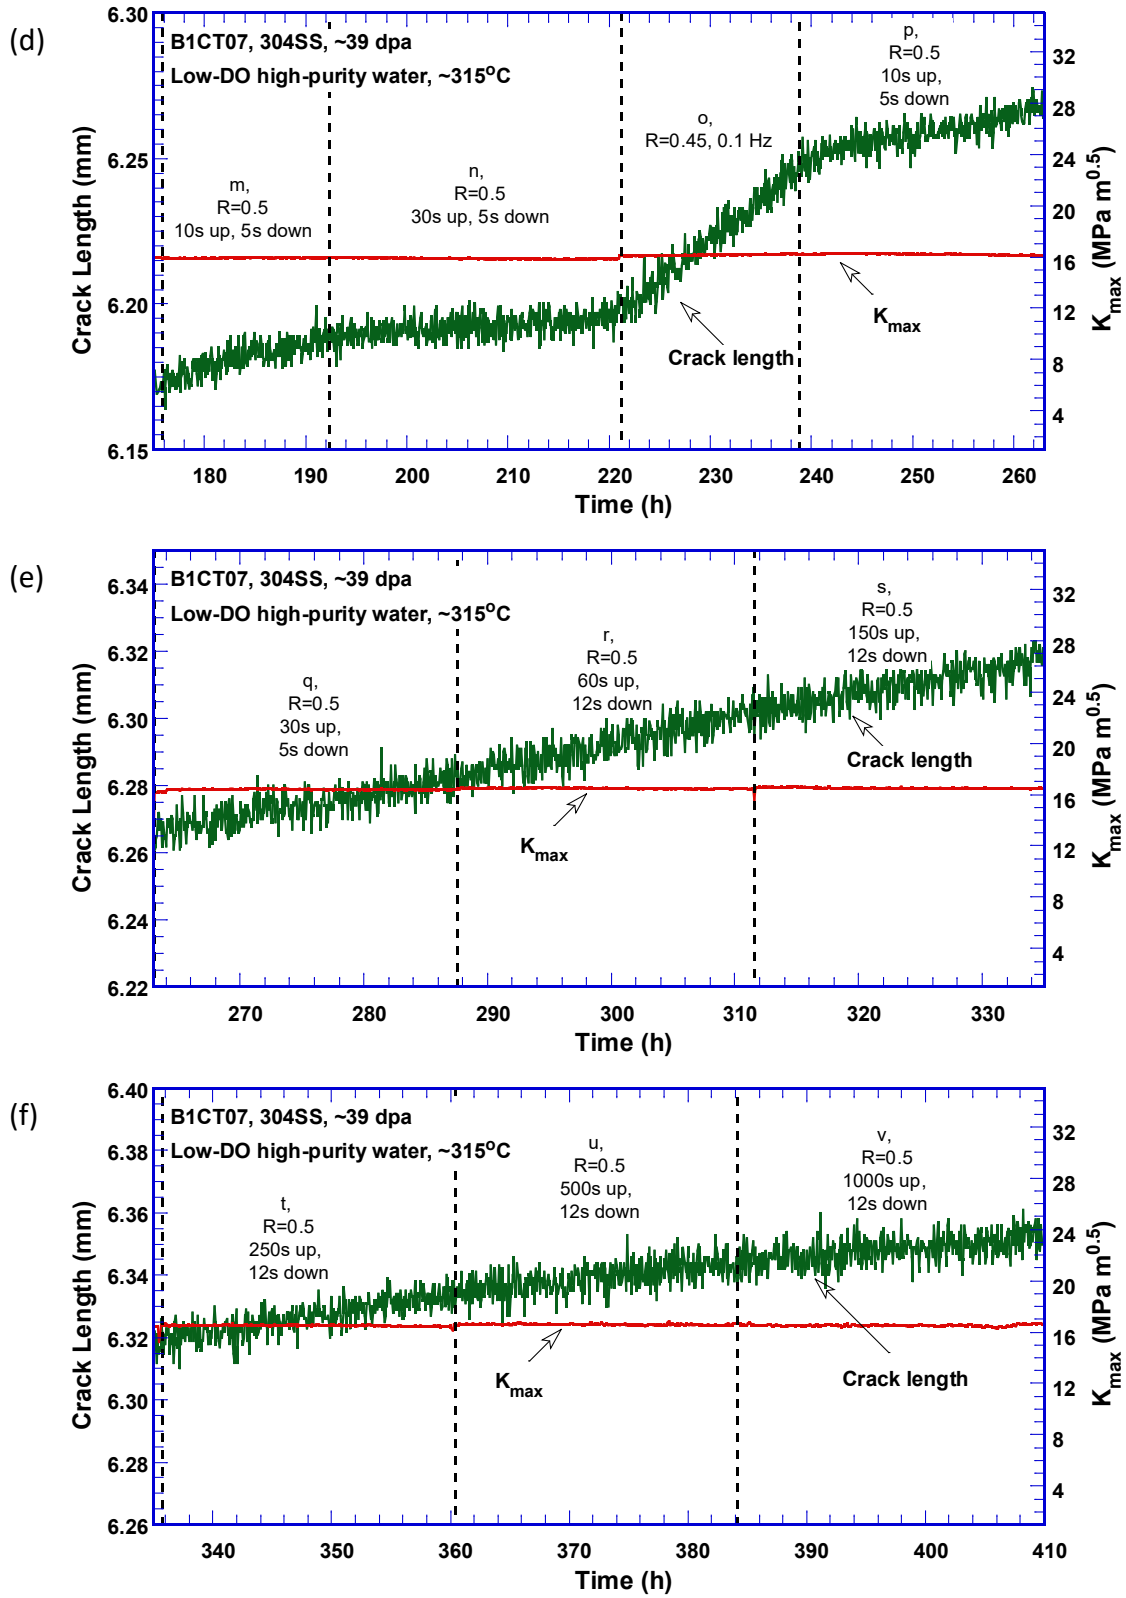 (d)
6.30
6.25
6.20
6.15
Crack Length (mm)
B1CT07, 304SS, ~39 dpa
Low-DO high-purity water, ~315°C
m,
R=0.5
10s up, 5s down
n,
R=0.5
30s up, 5s down
o,
R=0.45, 0.1 Hz
p,
R=0.5
10s up,
5s down
Crack length
Kmax
32
28
24
20
16
12
8
4
Kmax (MPa m0.5)
180 190 200 210 220 230 240 250 260
Time (h)
(e)
6.34
6.32
6.30
6.28
6.26
6.24
6.22
Crack Length (mm)
B1CT07, 304SS, ~39 dpa
Low-DO high-purity water, ~315°C
q,
R=0.5
30s up,
5s down
r,
R=0.5
60s up,
12s down
s,
R=0.5
150s up,
12s down
Crack length
Kmax
32
28
24
20
16
12
8
4
Kmax (MPa m0.5)
270 280 290 300 310 320 330
Time (h)
(f)
6.40
6.38
6.36
6.34
6.32
6.30
6.28
6.26
Crack Length (mm)
B1CT07, 304SS, ~39 dpa
Low-DO high-purity water, ~315°C
t,
R=0.5
250s up,
12s down
u,
R=0.5
500s up,
12s down
v,
R=0.5
1000s up,
12s down
Kmax
Crack length
32
28
24
20
16
12
8
4
Kmax (MPa m0.5)
340 350 360 370 380 390 400 410
Time (h)